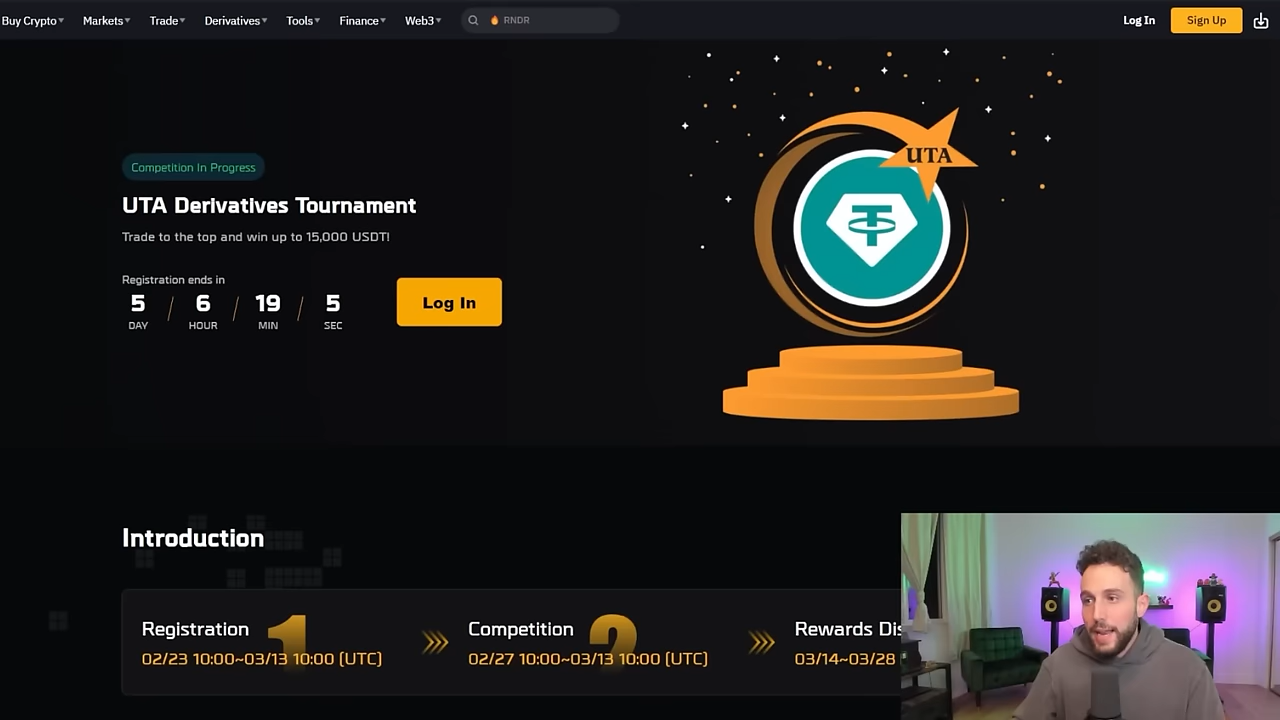 Buy Crypto Markets Trade Derivatives Tools Finance Web3 RNDR Log In Sign Up
UTA
Competition In Progress
UTA Derivatives Tournament
Trade to the top and win up to 15,000 USDT!
Registration ends in
5 / 6 / 19 / 5
DAY HOUR MIN SEC
Log In
Introduction
Registration 1
02/23 10:00~03/13 10:00 (UTC)
Competition 2
02/27 10:00~03/13 10:00 (UTC)
Rewards
03/14~03/28